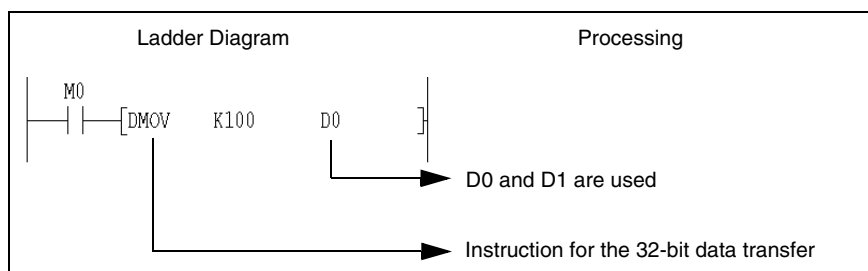 Ladder Diagram Processing
M0
DMOV K100 D0
D0 and D1 are used
Instruction for the 32-bit data transfer